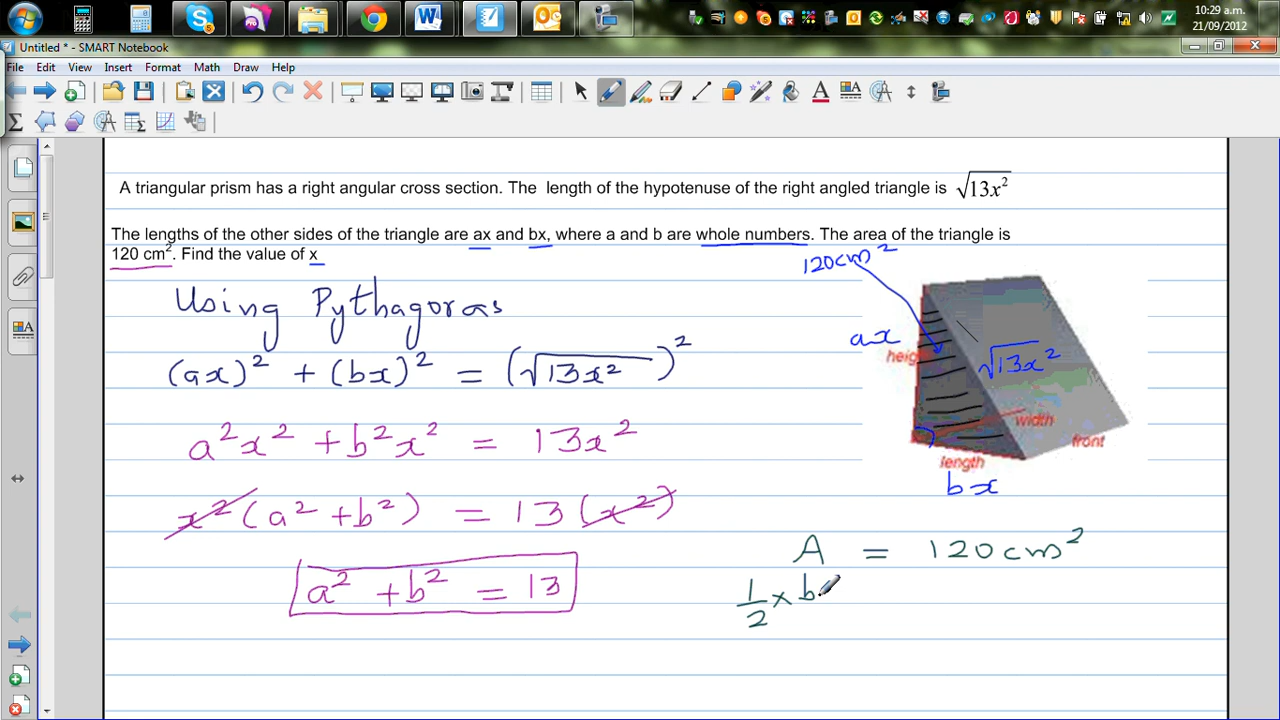 10:29 a.m.
21/09/2012
Untitled * - SMART Notebook
File Edit View Insert Format Math Draw Help
A triangular prism has a right angular cross section. The length of the hypotenuse of the right angled triangle is √13x²
The lengths of the other sides of the triangle are ax and bx, where a and b are whole numbers. The area of the triangle is
120 cm². Find the value of x
120cm²
Using Pythagoras
(ax)² + (bx)² = (√13x²)²
a²x² + b²x² = 13x²
x²(a² + b²) = 13(x²)
a² + b² = 13
ax
heig
√13x²
width
front
length
bx
A = 120cm²
1/2 × b